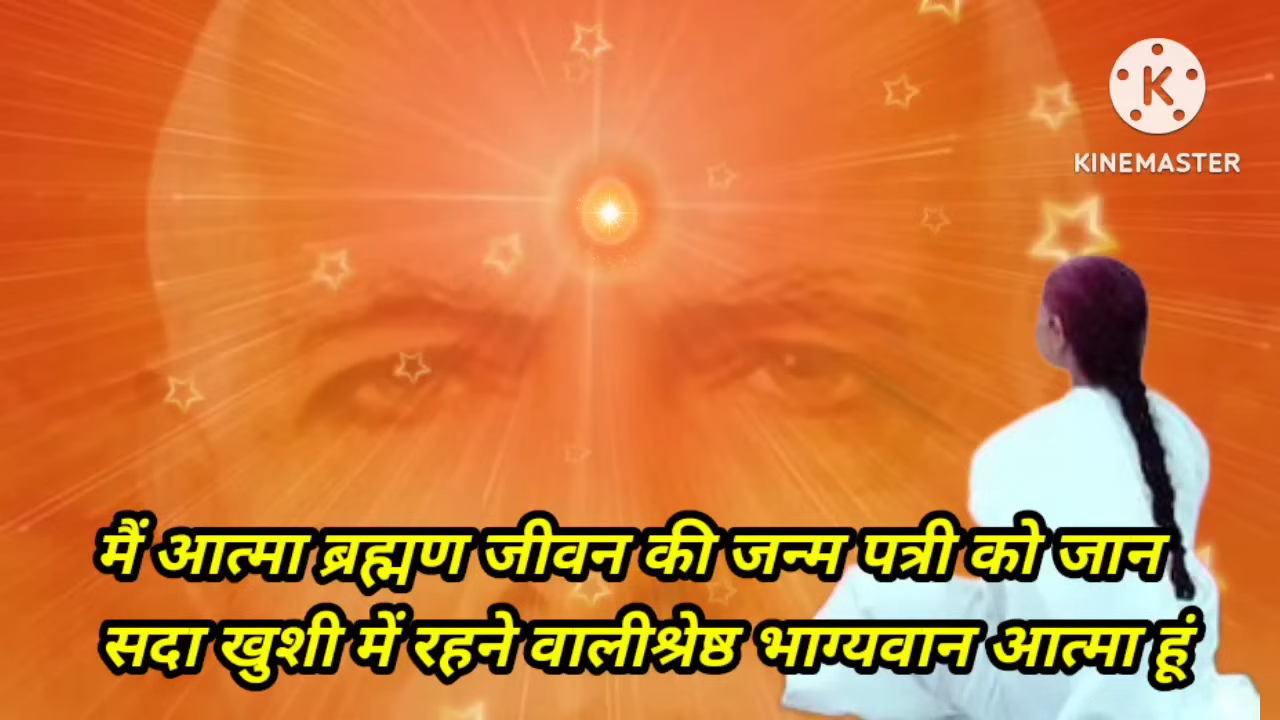 K
KINEMASTER
मैं आत्मा ब्रह्मण जीवन की जन्म पत्री को जान
सदा खुशी में रहने वालीश्रेष्ठ भाग्यवान आत्मा हूं